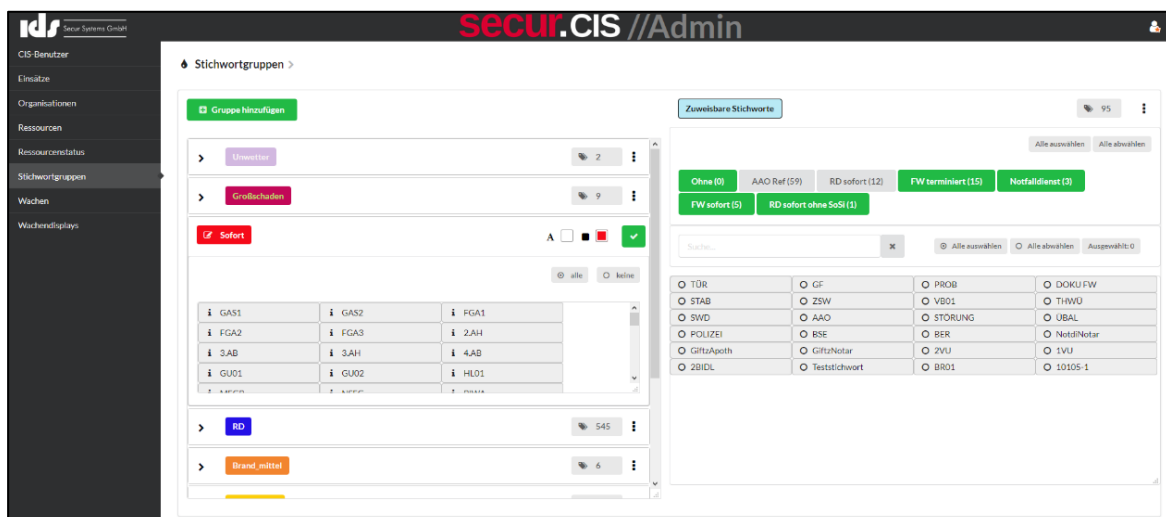 ids Secur Systems GmbH
secur.CIS //Admin
CIS-Benutzer
Einsätze
Organisationen
Ressourcen
Ressourcenstatus
Stichwortgruppen
Wachen
Wachendisplays
Stichwortgruppen >
Gruppe hinzufügen
Unwetter 2
Großschaden 9
Sofort A
alle keine
GAS1 GAS2 FGA1
FGA2 FGA3 2.AH
3.AB 3.AH 4.AB
GU01 GU02 HL01
RD 545
Brand_mittel 6
Zuweisbare Stichworte 95
Alle auswählen Alle abwählen
Ohne (0) AAO Ref (59) RD sofort (12) FW terminiert (15) Notfalldienst (3)
FW sofort (5) RD sofort ohne SoSi (1)
Suche... Alle auswählen Alle abwählen Ausgewählt: 0
TÜR GF PROB DOKU FW
STAB ZSW VB01 THWÜ
SWD AAO STÖRUNG ÜBAL
POLIZEI BSE BER NotdiNotar
GiftzApoth GiftzNotar 2VU 1VU
2BIDL Teststichwort BR01 10105-1